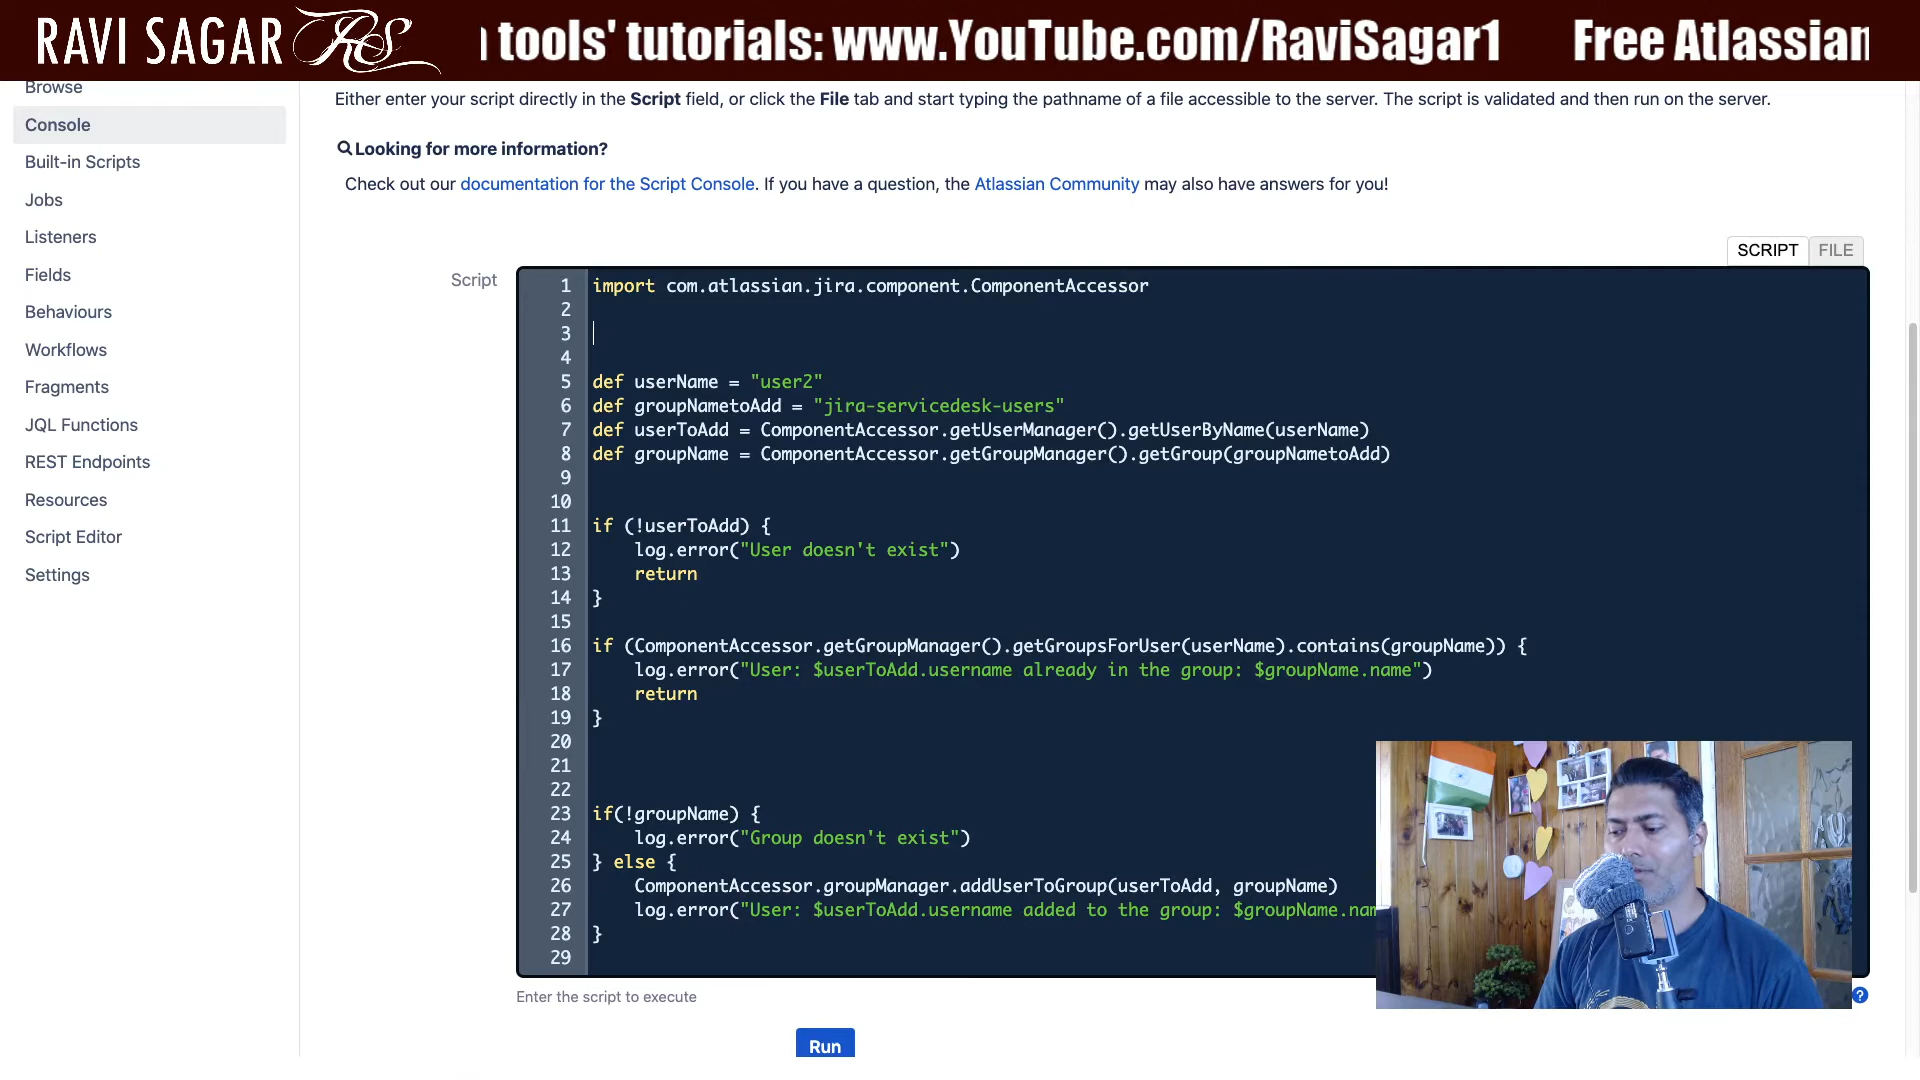 RAVI SAGAR RS
tools' tutorials: www.YouTube.com/RaviSagar1 Free Atlassian
Browse
Console
Built-in Scripts
Jobs
Listeners
Fields
Behaviours
Workflows
Fragments
JQL Functions
REST Endpoints
Resources
Script Editor
Settings
Either enter your script directly in the Script field, or click the File tab and start typing the pathname of a file accessible to the server. The script is validated and then run on the server.
Looking for more information?
Check out our documentation for the Script Console. If you have a question, the Atlassian Community may also have answers for you!
SCRIPT FILE
Script
1 import com.atlassian.jira.component.ComponentAccessor
2
3
4
5 def userName = "user2"
6 def groupNametoAdd = "jira-servicedesk-users"
7 def userToAdd = ComponentAccessor.getUserManager().getUserByName(userName)
8 def groupName = ComponentAccessor.getGroupManager().getGroup(groupNametoAdd)
9
10
11 if (!userToAdd) {
12 log.error("User doesn't exist")
13 return
14 }
15
16 if (ComponentAccessor.getGroupManager().getGroupsForUser(userName).contains(groupName)) {
17 log.error("User: $userToAdd.username already in the group: $groupName.name")
18 return
19 }
20
21
22
23 if(!groupName) {
24 log.error("Group doesn't exist")
25 } else {
26 ComponentAccessor.groupManager.addUserToGroup(userToAdd, groupName)
27 log.error("User: $userToAdd.username added to the group: $groupName.nam
28 }
29
Enter the script to execute
?
Run